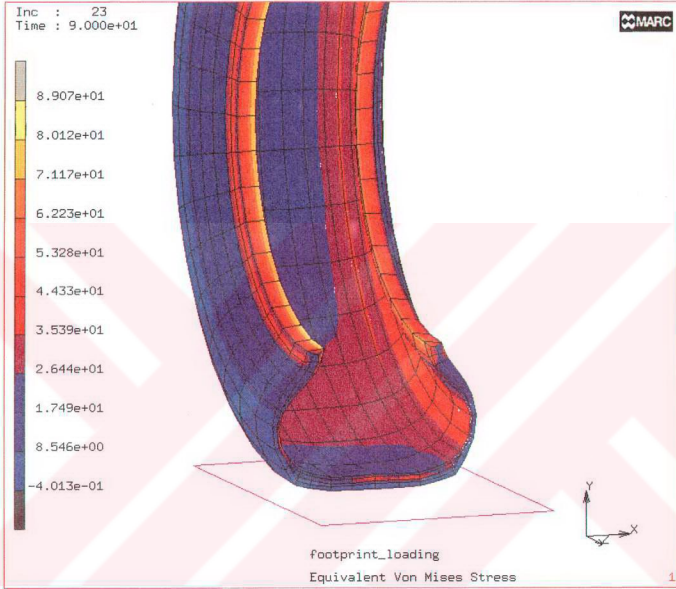 Inc : 23
Time : 9.000e+01
MARC
8.907e+01
8.012e+01
7.117e+01
6.223e+01
5.328e+01
4.433e+01
3.539e+01
2.644e+01
1.749e+01
8.546e+00
-4.013e-01
Y
X
Z
footprint_loading
Equivalent Von Mises Stress
1